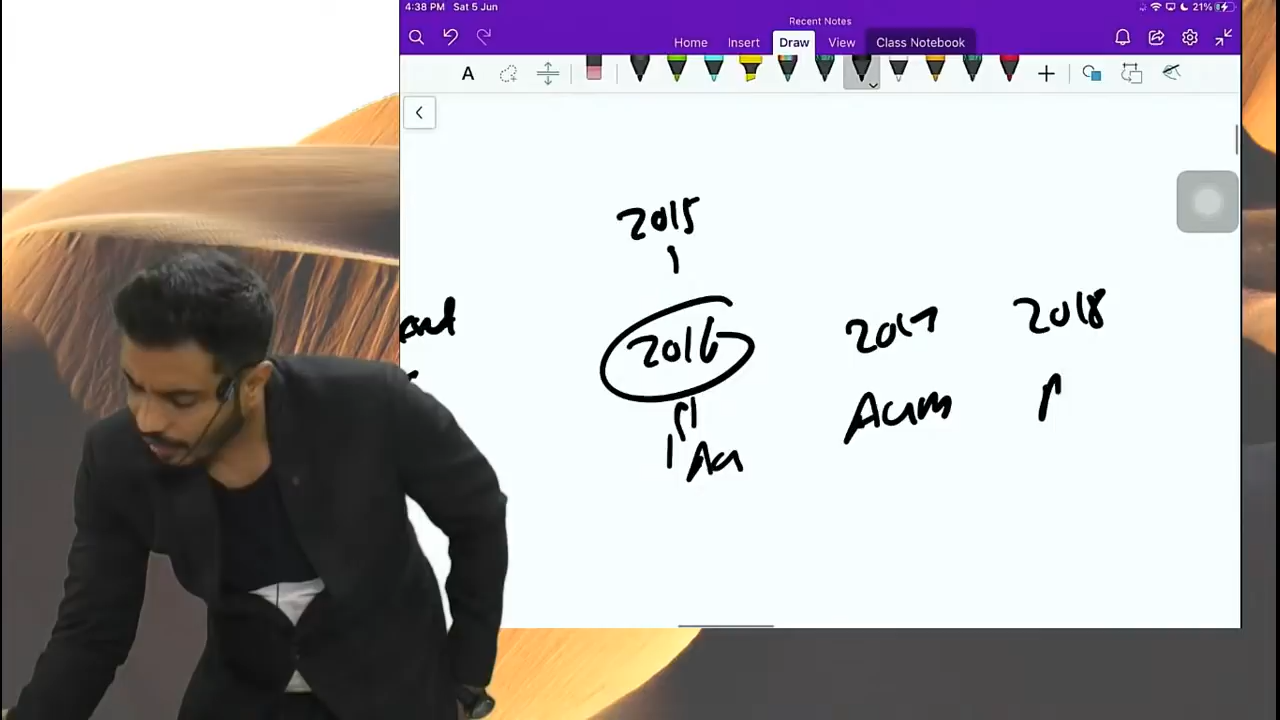 4:38 PM Sat 5 Jun
21%
Recent Notes
Home Insert Draw View Class Notebook
A
2015
2016 2017 2018